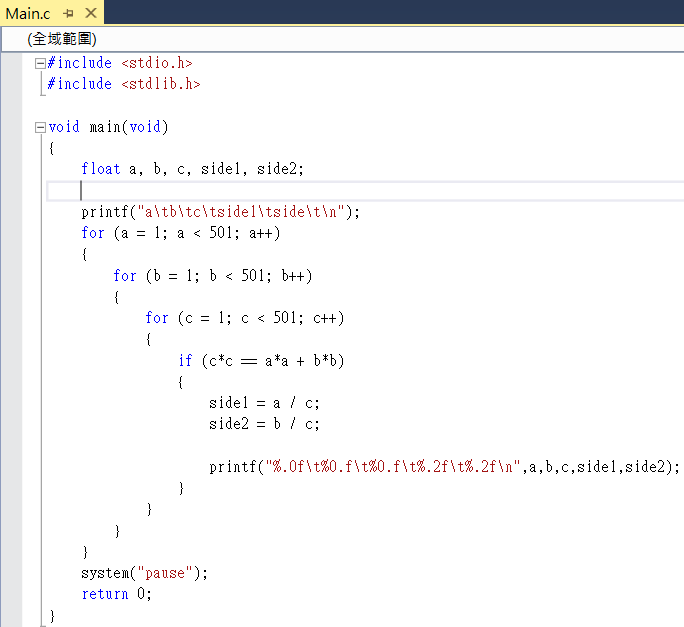 Main.c
(全域範圍)
#include <stdio.h>
#include <stdlib.h>
void main(void)
{
float a, b, c, side1, side2;
printf("a\tb\tc\tside1\tside\t\n");
for (a = 1; a < 501; a++)
{
for (b = 1; b < 501; b++)
{
for (c = 1; c < 501; c++)
{
if (c*c == a*a + b*b)
{
side1 = a / c;
side2 = b / c;
printf("%.0f\t%0.f\t%0.f\t%.2f\t%.2f\n",a,b,c,side1,side2);
}
}
}
}
system("pause");
return 0;
}